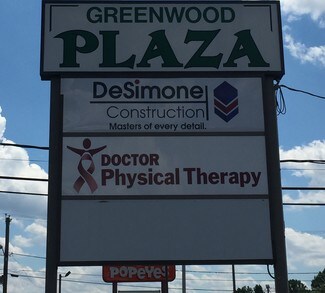 GREENWOOD
PLAZA
DeSimone
Construction
Masters of every detail.
DOCTOR
Physical Therapy
POPEYES